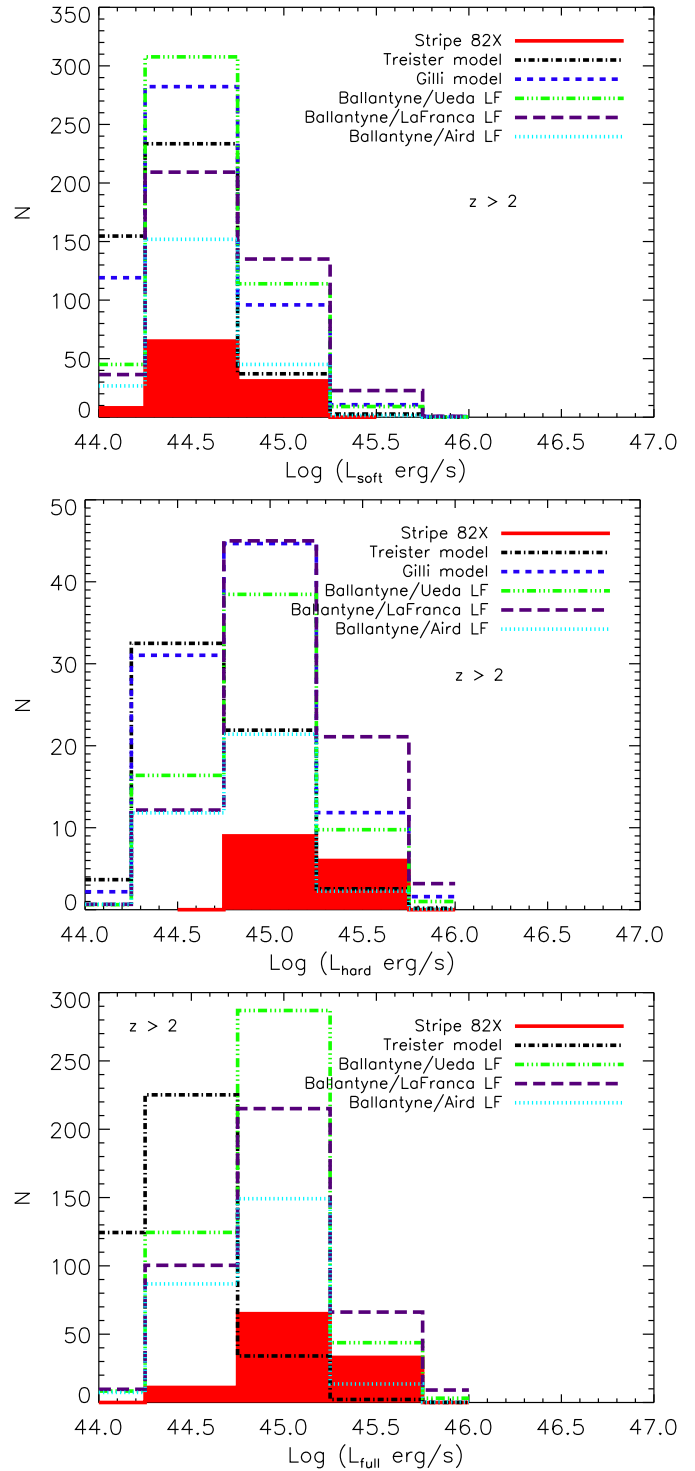 350
300
250
200
150
100
50
0
N
Stripe 82X
Treister model
Gilli model
Ballantyne/Ueda LF
Ballantyne/LaFranca LF
Ballantyne/Aird LF
z > 2
44.0 44.5 45.0 45.5 46.0 46.5 47.0
Log (Lsoft erg/s)
50
40
30
20
10
0
N
Stripe 82X
Treister model
Gilli model
Ballantyne/Ueda LF
Ballantyne/LaFranca LF
Ballantyne/Aird LF
z > 2
44.0 44.5 45.0 45.5 46.0 46.5 47.0
Log (Lhard erg/s)
300
250
200
150
100
50
0
N
z > 2
Stripe 82X
Treister model
Ballantyne/Ueda LF
Ballantyne/LaFranca LF
Ballantyne/Aird LF
44.0 44.5 45.0 45.5 46.0 46.5 47.0
Log (Lfull erg/s)